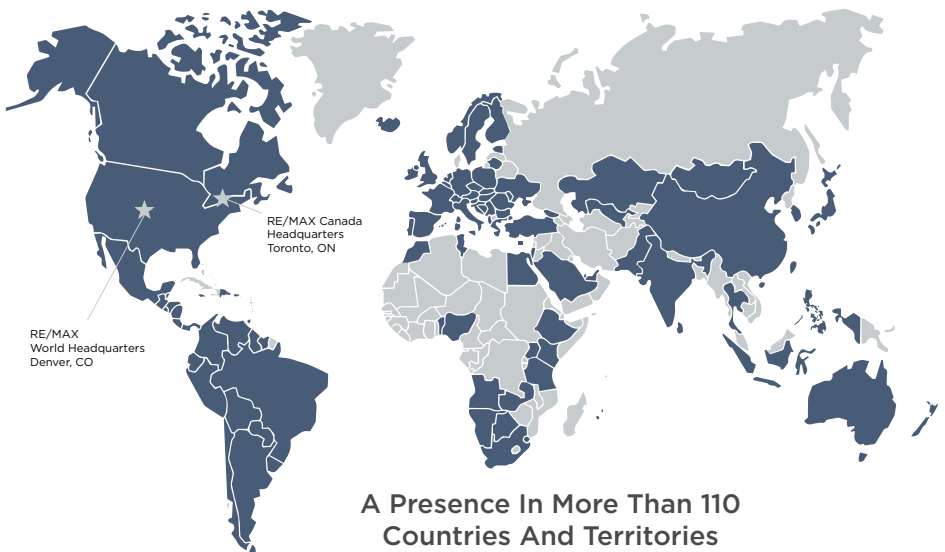 RE/MAX Canada
Headquarters
Toronto, ON
RE/MAX
World Headquarters
Denver, CO
A Presence In More Than 110
Countries And Territories